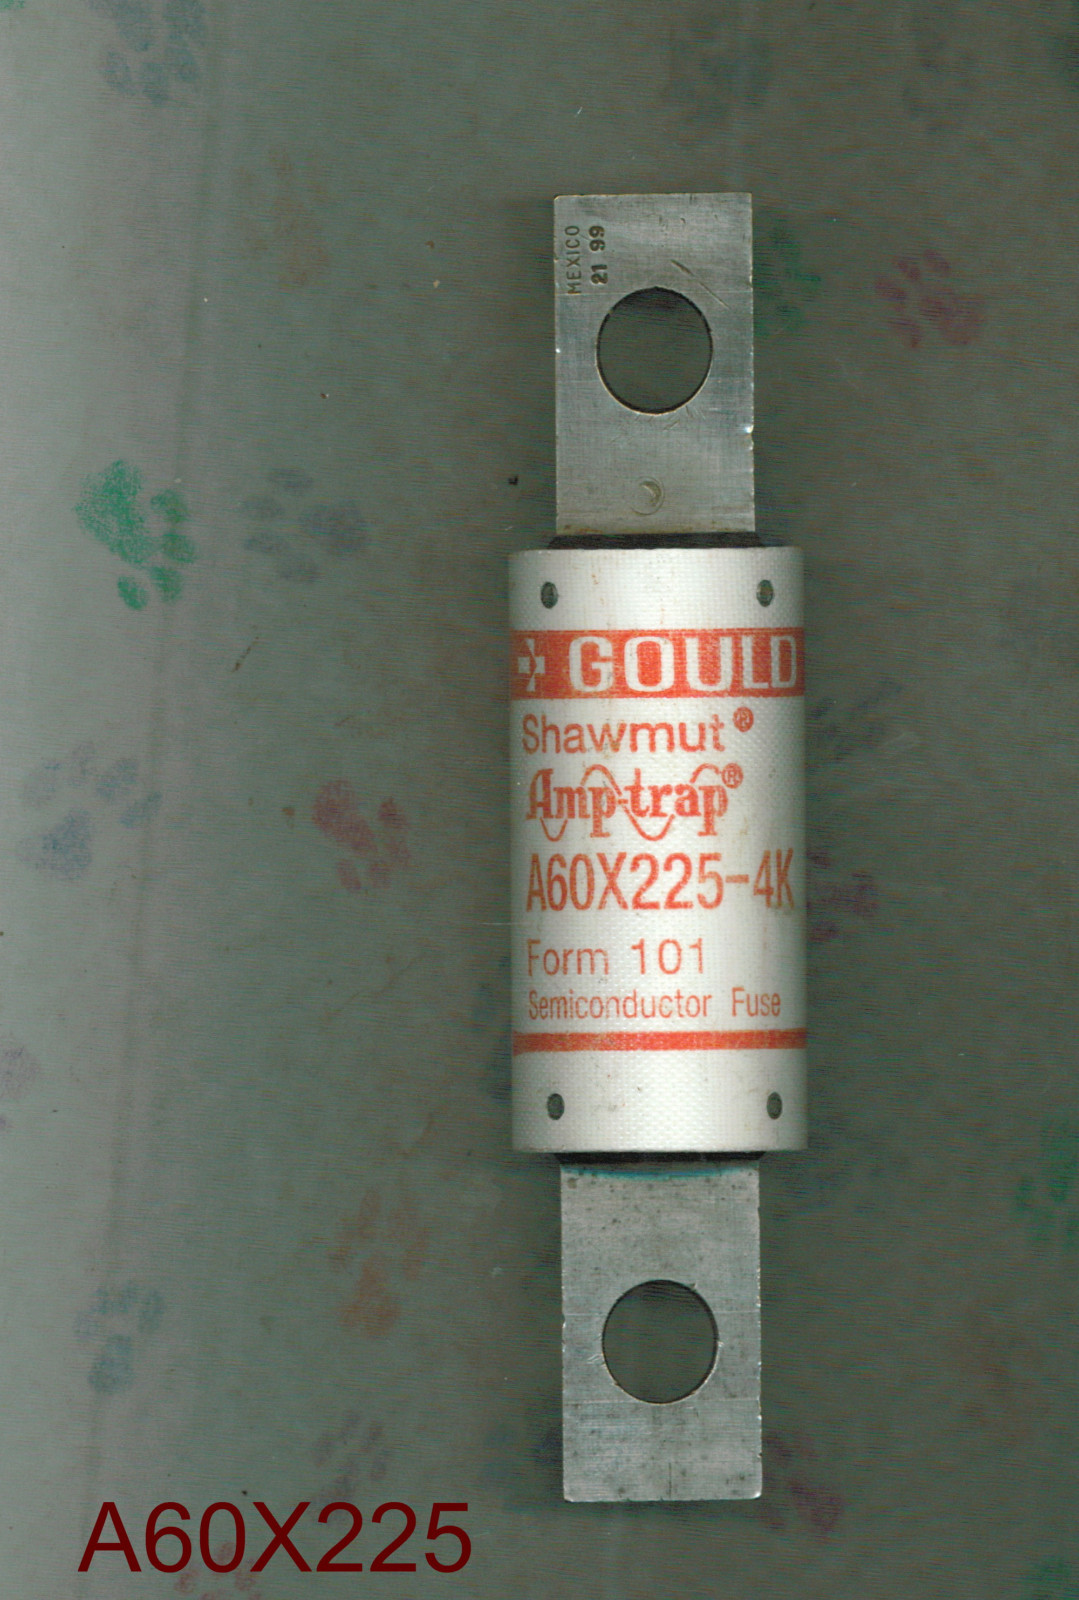 MEXICO
21 99
GOULD
Shawmut®
Amp-trap®
A60X225-4K
Form 101
Semiconductor Fuse
A60X225